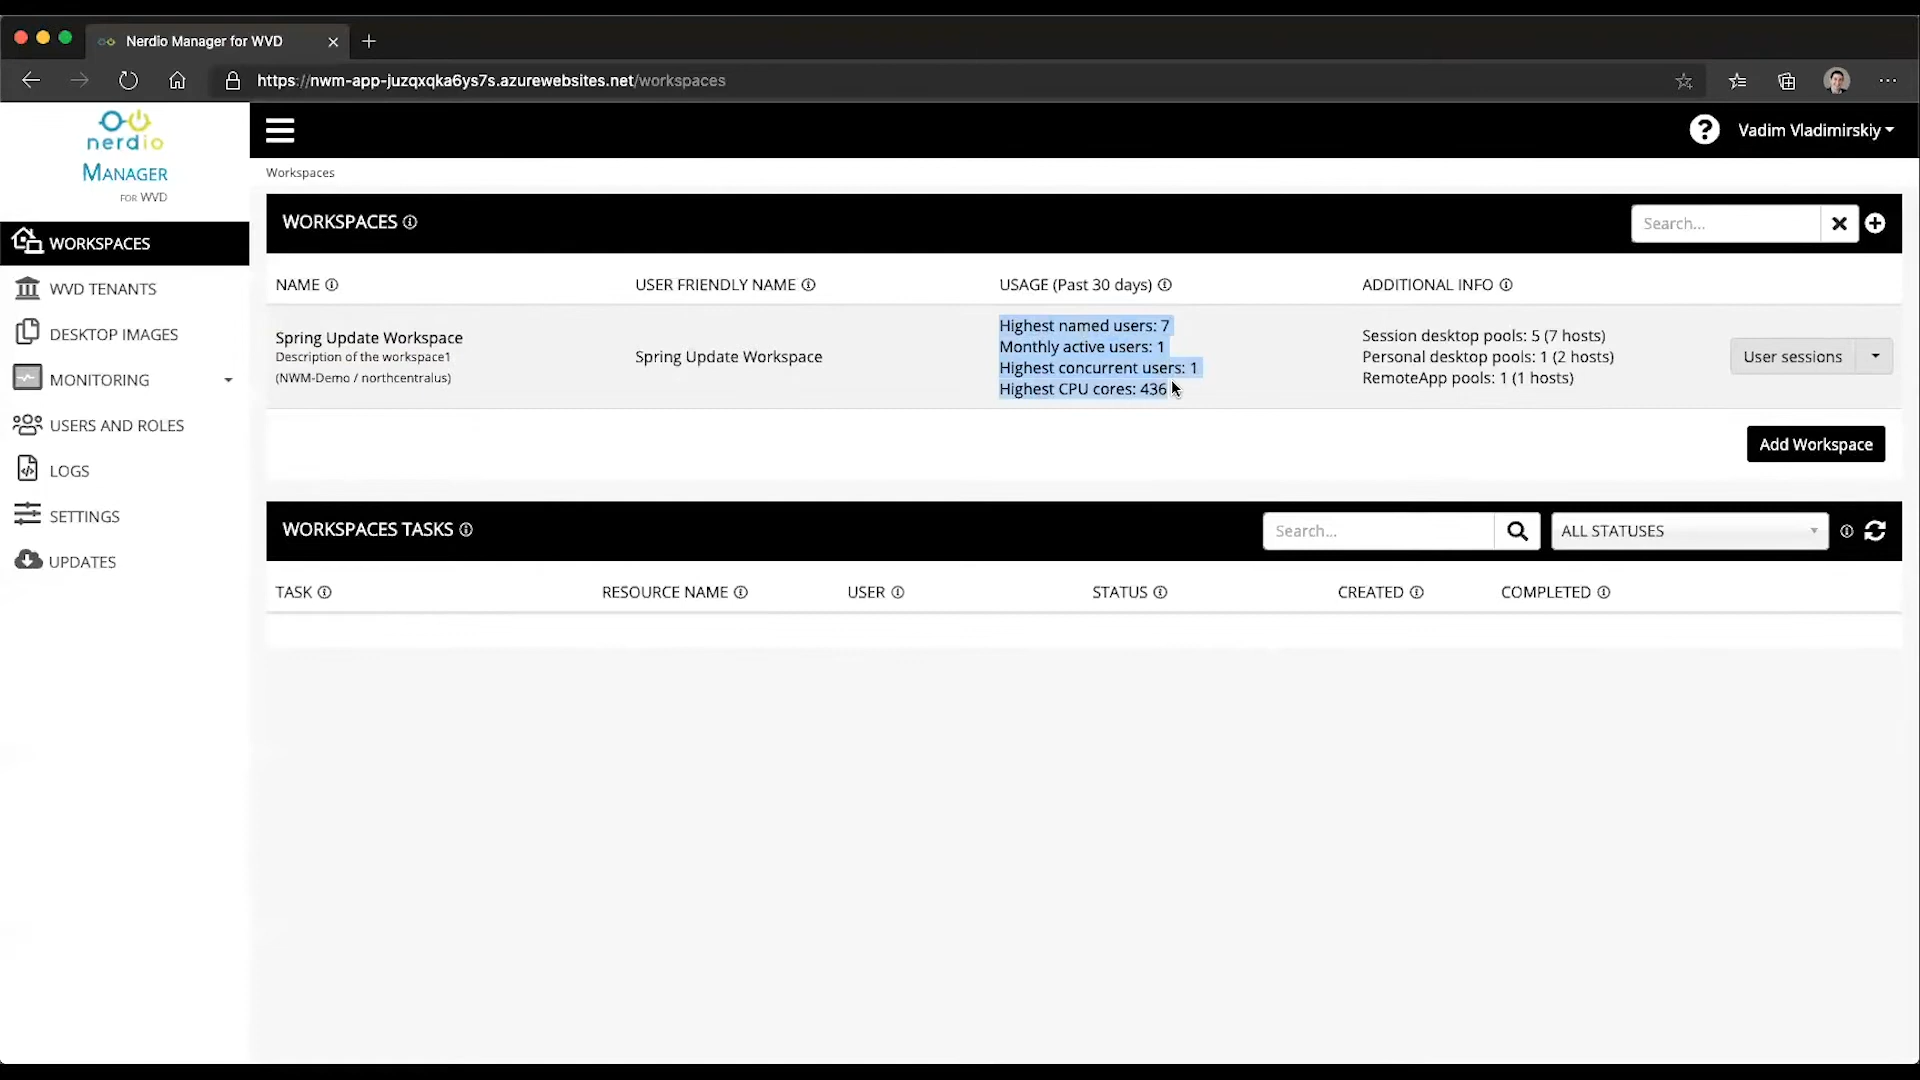 Nerdio Manager for WVD
https://nwm-app-juzqxqka6ys7s.azurewebsites.net/workspaces
nerdio
MANAGER
FOR WVD
Vadim Vladimirskiy
Workspaces
WORKSPACES
WVD TENANTS
DESKTOP IMAGES
MONITORING
USERS AND ROLES
LOGS
SETTINGS
UPDATES
WORKSPACES
Search...
NAME
USER FRIENDLY NAME
USAGE (Past 30 days)
ADDITIONAL INFO
Spring Update Workspace
Description of the workspace1
(NWM-Demo / northcentralus)
Spring Update Workspace
Highest named users: 7
Monthly active users: 1
Highest concurrent users: 1
Highest CPU cores: 436
Session desktop pools: 5 (7 hosts)
Personal desktop pools: 1 (2 hosts)
RemoteApp pools: 1 (1 hosts)
User sessions
Add Workspace
WORKSPACES TASKS
Search...
ALL STATUSES
TASK
RESOURCE NAME
USER
STATUS
CREATED
COMPLETED